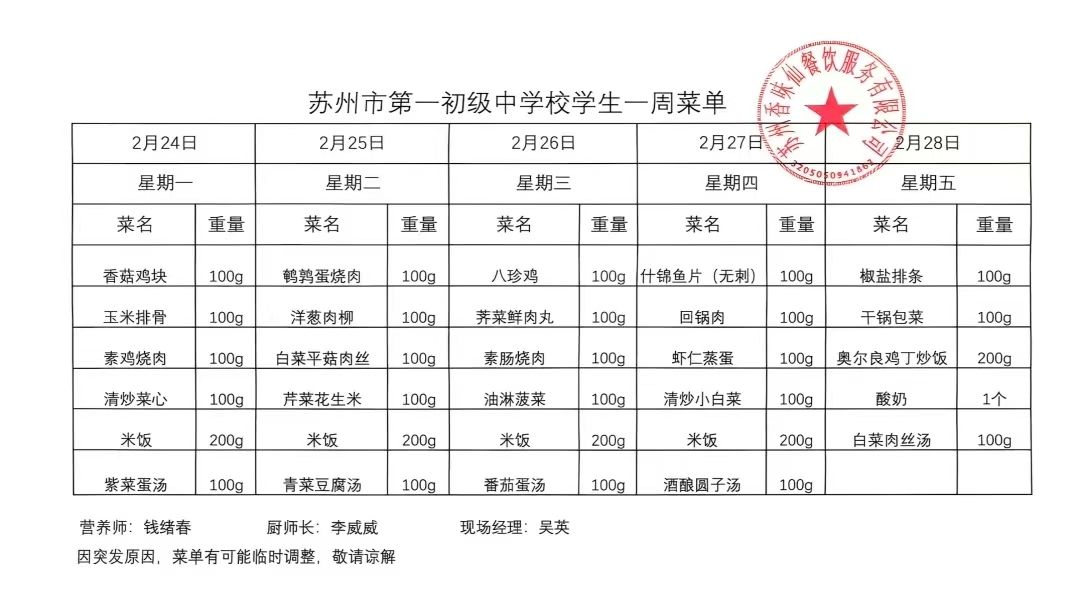 苏州市第一初级中学校学生一周菜单
苏州香味仙餐饮服务有限公司
3205050941862
2月24日 2月25日 2月26日 2月27日 2月28日
星期一 星期二 星期三 星期四 星期五
菜名 重量 菜名 重量 菜名 重量 菜名 重量 菜名 重量
香菇鸡块 100g 鹌鹑蛋烧肉 100g 八珍鸡 100g 什锦鱼片（无刺） 100g 椒盐排条 100g
玉米排骨 100g 洋葱肉柳 100g 荠菜鲜肉丸 100g 回锅肉 100g 干锅包菜 100g
素鸡烧肉 100g 白菜平菇肉丝 100g 素肠烧肉 100g 虾仁蒸蛋 100g 奥尔良鸡丁炒饭 200g
清炒菜心 100g 芹菜花生米 100g 油淋菠菜 100g 清炒小白菜 100g 酸奶 1个
米饭 200g 米饭 200g 米饭 200g 米饭 200g 白菜肉丝汤 100g
紫菜蛋汤 100g 青菜豆腐汤 100g 番茄蛋汤 100g 酒酿圆子汤 100g
营养师：钱绪春 厨师长：李威威 现场经理：吴英
因突发原因，菜单有可能临时调整，敬请谅解